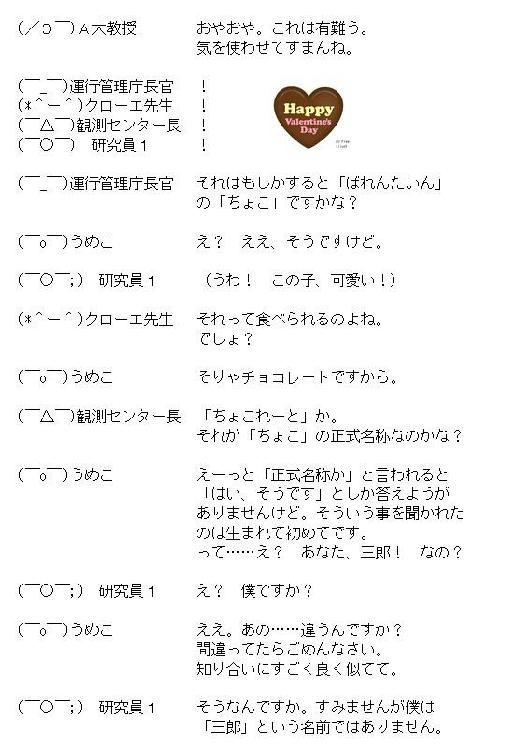 (／ﾛ￣)Ａ大教授　おやおや。これは有難う。
気を使わせてすまんね。
(￣_￣)運行管理庁長官　！
(*＾ー＾)クローエ先生　！
(￣△￣)観測センター長　！
(￣○￣)　研究員１　！
Happy
Valentine's
Day
(￣_￣)運行管理庁長官　それはもしかすると「ばれんたいん」
の「ちょこ」ですかな？
(￣o￣)うめこ　え？　ええ、そうですけど。
(￣○￣;)　研究員１　（うわ！　この子、可愛い！）
(*＾ー＾)クローエ先生　それって食べられるのよね。
でしょ？
(￣o￣)うめこ　そりゃチョコレートですから。
(￣△￣)観測センター長　「ちょこれーと」か。
それが「ちょこ」の正式名称なのかな？
(￣o￣)うめこ　えーっと「正式名称か」と言われると
「はい、そうです」としか答えようが
ありませんけど。そういう事を聞かれた
のは生まれて初めてです。
って……え？　あなた、三郎！　なの？
(￣○￣;)　研究員１　え？　僕ですか？
(￣o￣)うめこ　ええ。あの……違うんですか？
間違ってたらごめんなさい。
知り合いにすごく良く似てて。
(￣○￣;)　研究員１　そうなんですか。すみませんが僕は
「三郎」という名前ではありません。